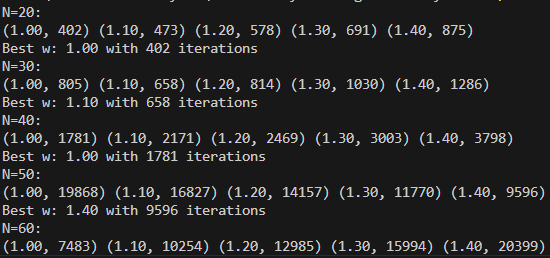 N=20:
(1.00, 402) (1.10, 473) (1.20, 578) (1.30, 691) (1.40, 875)
Best w: 1.00 with 402 iterations
N=30:
(1.00, 805) (1.10, 658) (1.20, 814) (1.30, 1030) (1.40, 1286)
Best w: 1.10 with 658 iterations
N=40:
(1.00, 1781) (1.10, 2171) (1.20, 2469) (1.30, 3003) (1.40, 3798)
Best w: 1.00 with 1781 iterations
N=50:
(1.00, 19868) (1.10, 16827) (1.20, 14157) (1.30, 11770) (1.40, 9596)
Best w: 1.40 with 9596 iterations
N=60:
(1.00, 7483) (1.10, 10254) (1.20, 12985) (1.30, 15994) (1.40, 20399)